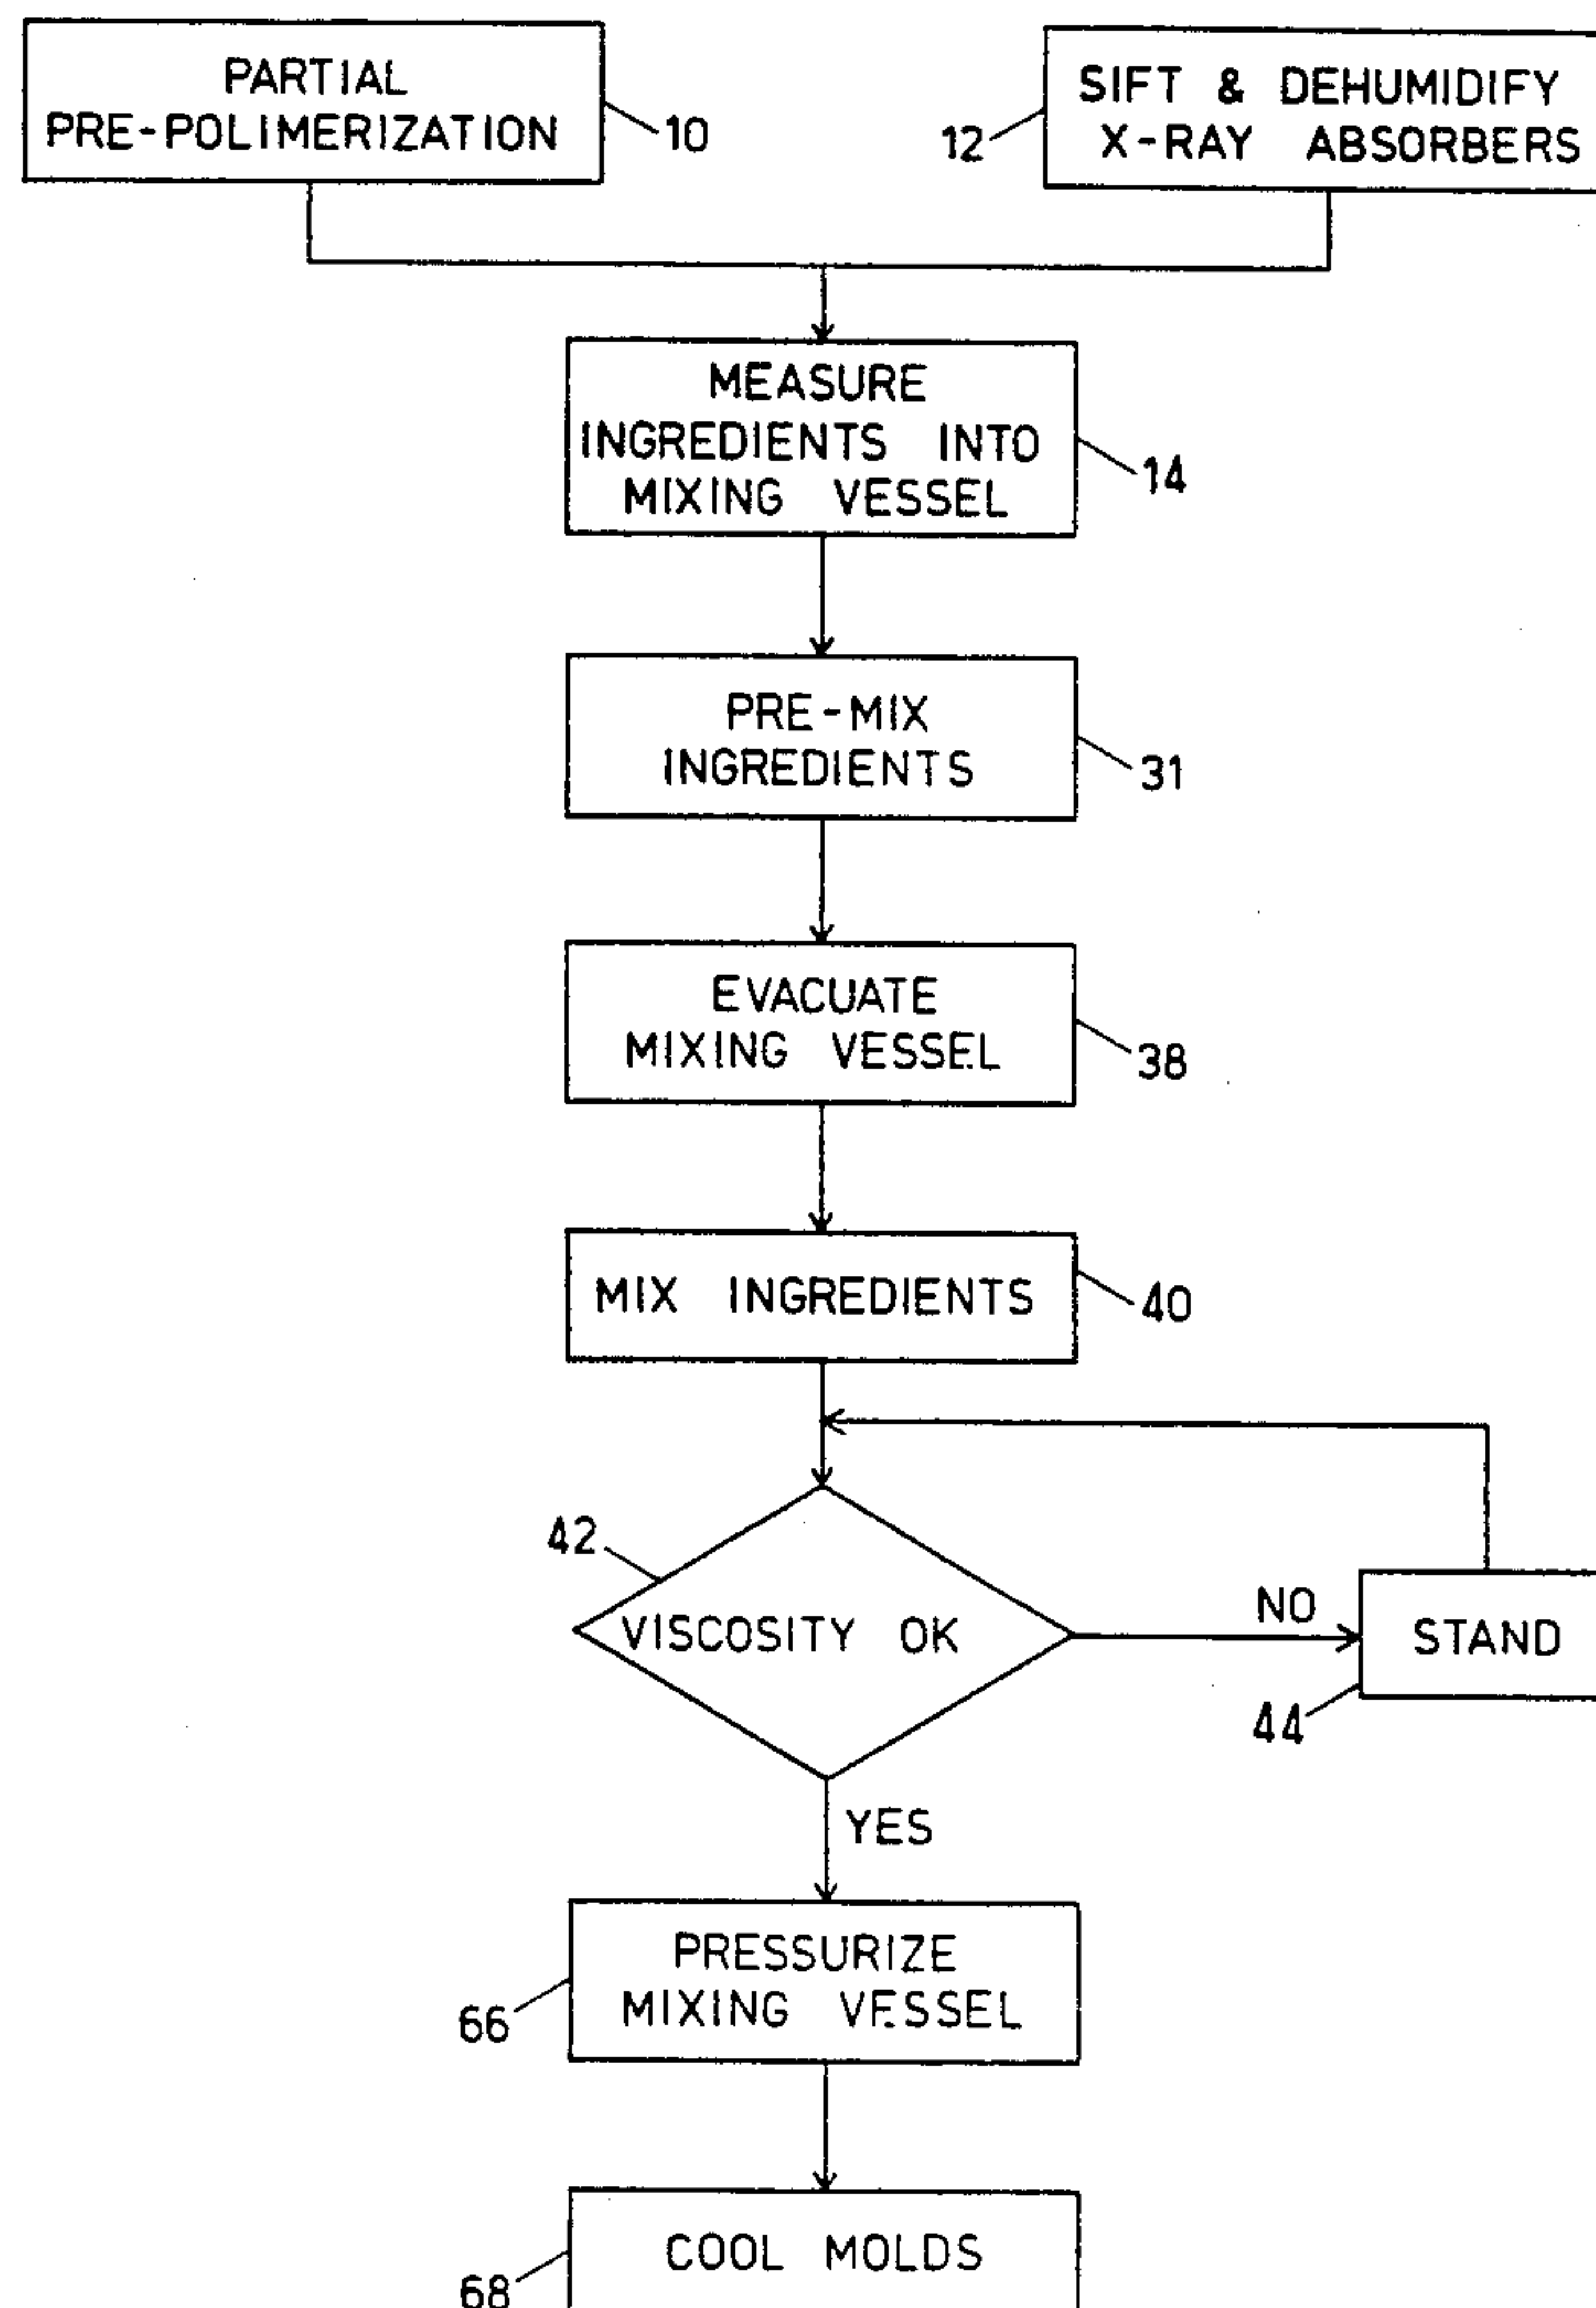 PARTIAL
PRE-POLIMERIZATION
10
SIFT & DEHUMIDIFY
X-RAY ABSORBERS
12
MEASURE
INGREDIENTS INTO
MIXING VESSEL
14
PRE-MIX
INGREDIENTS
31
EVACUATE
MIXING VESSEL
38
MIX INGREDIENTS
40
42
VISCOSITY OK
NO
STAND
44
YES
PRESSURIZE
MIXING VESSEL
66
COOL MOLDS
68